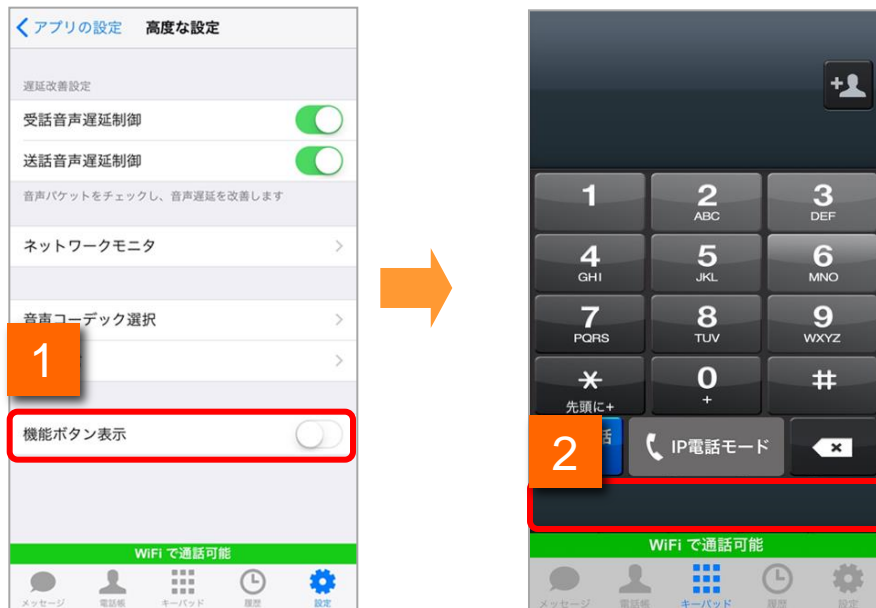 アプリの設定 高度な設定
遅延改善設定
受話音声遅延制御
送話音声遅延制御
音声パケットをチェックし、音声遅延を改善します
ネットワークモニタ
音声コーデック選択
1
機能ボタン表示
WiFi で通話可能
メッセージ 電話帳 キーパッド 履歴 設定
1 2 ABC 3 DEF
4 GHI 5 JKL 6 MNO
7 PQRS 8 TUV 9 WXYZ
* 先頭に+ 0 + #
2 話 IP電話モード
WiFi で通話可能
メッセージ 電話帳 キーパッド 履歴 設定